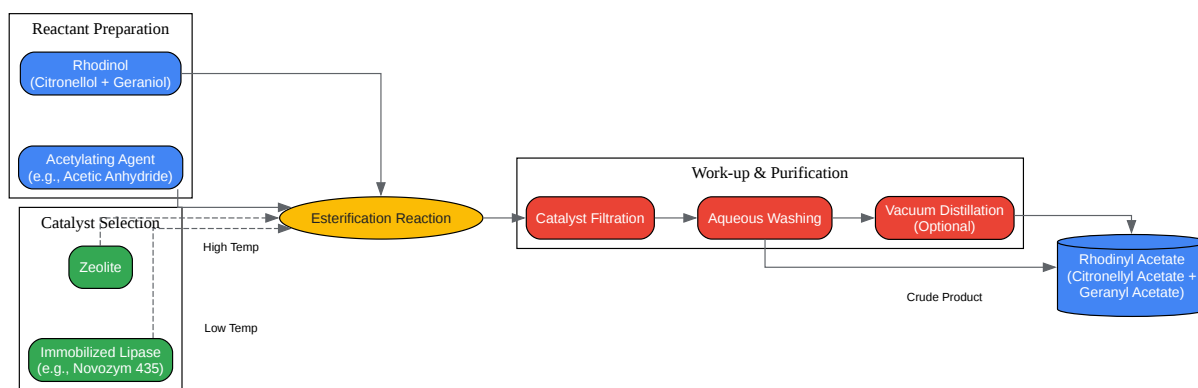 Reactant Preparation
Rhodinol
(Citronellol + Geraniol)
Acetylating Agent
(e.g., Acetic Anhydride)
Catalyst Selection
Zeolite
Immobilized Lipase
(e.g., Novozym 435)
High Temp
Low Temp
Esterification Reaction
Work-up & Purification
Catalyst Filtration
Aqueous Washing
Vacuum Distillation
(Optional)
Crude Product
Rhodinyl Acetate
(Citronellyl Acetate +
Geranyl Acetate)